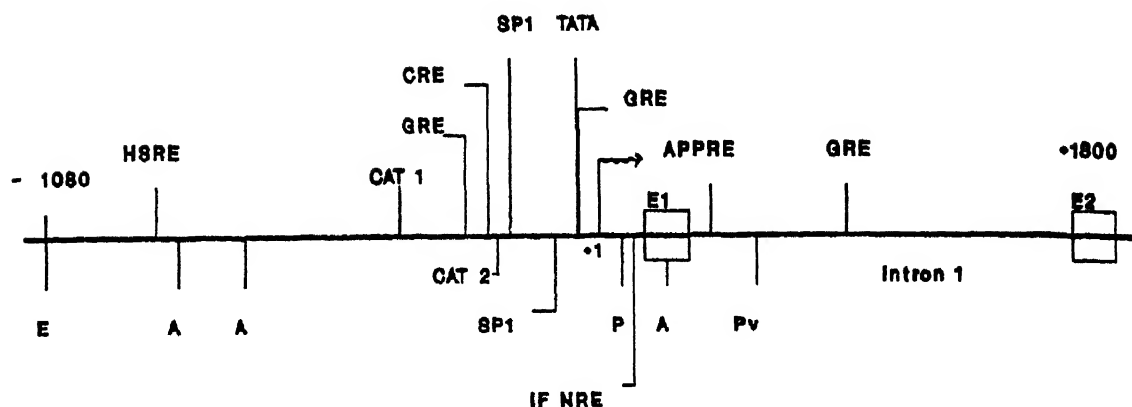 SP1 TATA
CRE
GRE
GRE
HSRE
APPRE
GRE
+1800
- 1080
CAT 1
E1
E2
+1
CAT 2
Intron 1
E
A
A
SP1
P
A
Pv
IF NRE